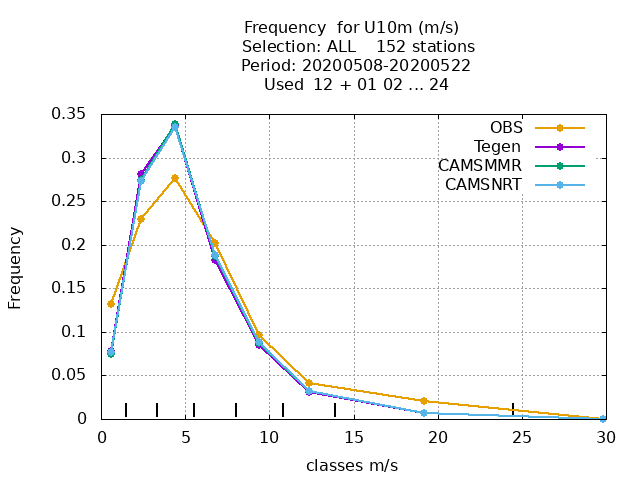 Frequency  for U10m (m/s)
Selection: ALL    152 stations
Period: 20200508-20200522
Used  12 + 01 02 ... 24
OBS
Tegen
CAMSMMR
CAMSNRT
Frequency
0.35
0.3
0.25
0.2
0.15
0.1
0.05
0
0 5 10 15 20 25 30
classes m/s